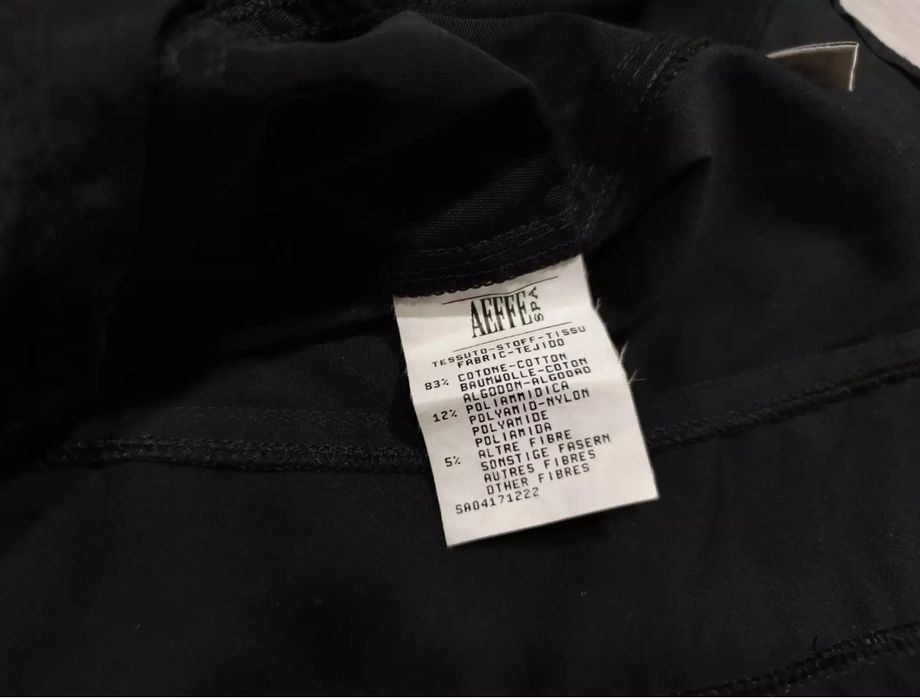 AEFFE SPA
TESSUTO-STOFF-TISSU
FABRIC-TEJIDO
83% COTONE-COTTON
BAUMWOLLE-COTON
ALGODON-ALGODAO
12% POLIAMMIDICA
POLYAMID-NYLON
POLYAMIDE
POLIAMIDA
5% ALTRE FIBRE
SONSTIGE FASERN
AUTRES FIBRES
OTHER FIBRES
SA04171222